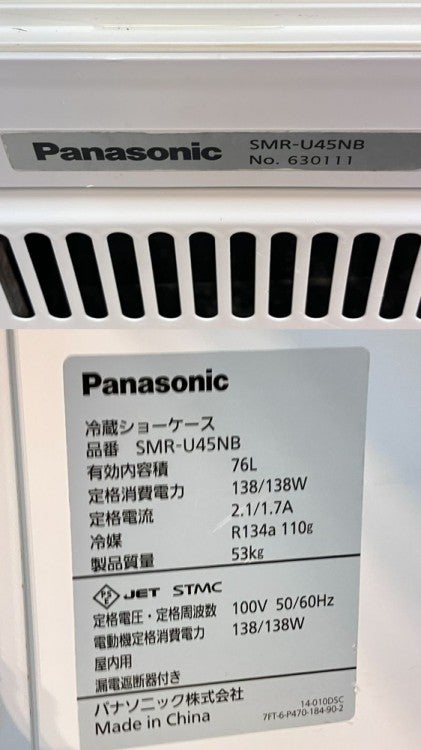 Panasonic SMR-U45NB
No. 630111
Panasonic
冷蔵ショーケース
品番 SMR-U45NB
有効内容積 76L
定格消費電力 138/138W
定格電流 2.1/1.7A
冷媒 R134a 110g
製品質量 53kg
PSE JET STMC
定格電圧・定格周波数 100V 50/60Hz
電動機定格消費電力 138/138W
屋内用
漏電遮断器付き
パナソニック株式会社 14-010DSC
Made in China 7FT-6-P470-184-90-2